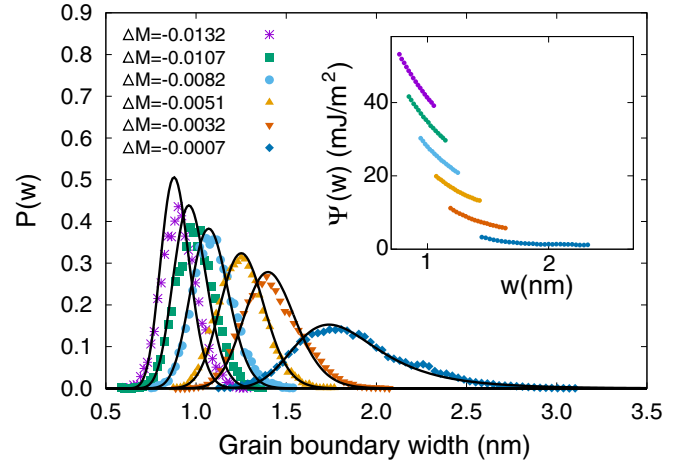 0.9
0.8
0.7
0.6
0.5
0.4
0.3
0.2
0.1
0.0
P(w)
ΔM=-0.0132
ΔM=-0.0107
ΔM=-0.0082
ΔM=-0.0051
ΔM=-0.0032
ΔM=-0.0007
Ψ(w) (mJ/m²)
40
20
0
1 2
w(nm)
0.5 1.0 1.5 2.0 2.5 3.0 3.5
Grain boundary width (nm)